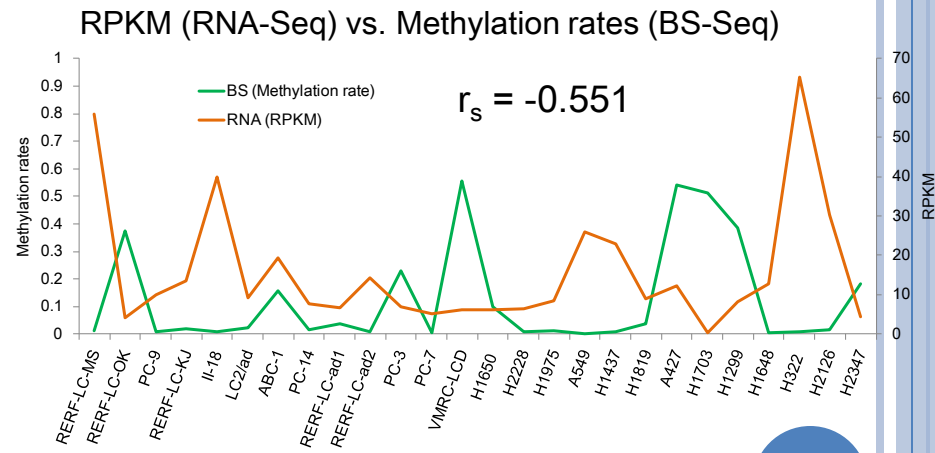 RPKM (RNA-Seq) vs. Methylation rates (BS-Seq)
1
0.9
0.8
0.7
0.6
0.5
0.4
0.3
0.2
0.1
0
Methylation rates
BS (Methylation rate)
RNA (RPKM)
rs = -0.551
70
60
50
40
30
20
10
0
RPKM
RERF-LC-MS
RERF-LC-OK
PC-9
RERF-LC-KJ
II-18
LC2/ad
ABC-1
PC-14
RERF-LC-ad1
RERF-LC-ad2
PC-3
PC-7
VMRC-LCD
H1650
H2228
H1975
A549
H1437
H1819
A427
H1703
H1299
H1648
H322
H2126
H2347